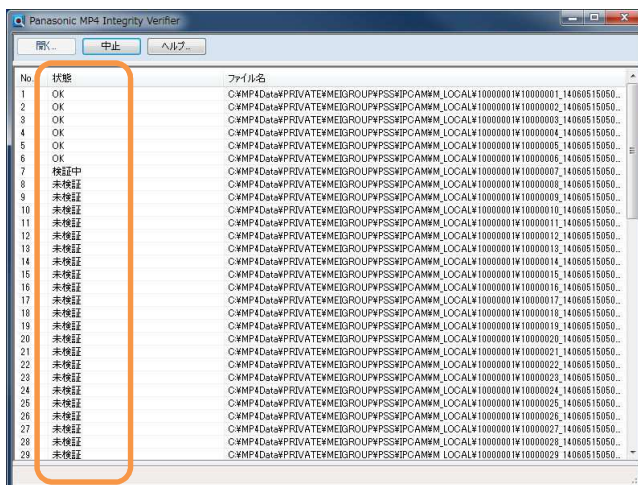 Panasonic MP4 Integrity Verifier
開く... 中止 ヘルプ...
No. 状態 ファイル名
1 OK C:¥MP4Data¥PRIVATE¥MEIGROUP¥PSS¥IPCAM¥M_LOCAL¥10000001¥10000001_14060515050...
2 OK C:¥MP4Data¥PRIVATE¥MEIGROUP¥PSS¥IPCAM¥M_LOCAL¥10000001¥10000002_14060515050...
3 OK C:¥MP4Data¥PRIVATE¥MEIGROUP¥PSS¥IPCAM¥M_LOCAL¥10000001¥10000003_14060515050...
4 OK C:¥MP4Data¥PRIVATE¥MEIGROUP¥PSS¥IPCAM¥M_LOCAL¥10000001¥10000004_14060515050...
5 OK C:¥MP4Data¥PRIVATE¥MEIGROUP¥PSS¥IPCAM¥M_LOCAL¥10000001¥10000005_14060515050...
6 OK C:¥MP4Data¥PRIVATE¥MEIGROUP¥PSS¥IPCAM¥M_LOCAL¥10000001¥10000006_14060515050...
7 検証中 C:¥MP4Data¥PRIVATE¥MEIGROUP¥PSS¥IPCAM¥M_LOCAL¥10000001¥10000007_14060515050...
8 未検証 C:¥MP4Data¥PRIVATE¥MEIGROUP¥PSS¥IPCAM¥M_LOCAL¥10000001¥10000008_14060515050...
9 未検証 C:¥MP4Data¥PRIVATE¥MEIGROUP¥PSS¥IPCAM¥M_LOCAL¥10000001¥10000009_14060515050...
10 未検証 C:¥MP4Data¥PRIVATE¥MEIGROUP¥PSS¥IPCAM¥M_LOCAL¥10000001¥10000010_14060515050...
11 未検証 C:¥MP4Data¥PRIVATE¥MEIGROUP¥PSS¥IPCAM¥M_LOCAL¥10000001¥10000011_14060515050...
12 未検証 C:¥MP4Data¥PRIVATE¥MEIGROUP¥PSS¥IPCAM¥M_LOCAL¥10000001¥10000012_14060515050...
13 未検証 C:¥MP4Data¥PRIVATE¥MEIGROUP¥PSS¥IPCAM¥M_LOCAL¥10000001¥10000013_14060515050...
14 未検証 C:¥MP4Data¥PRIVATE¥MEIGROUP¥PSS¥IPCAM¥M_LOCAL¥10000001¥10000014_14060515050...
15 未検証 C:¥MP4Data¥PRIVATE¥MEIGROUP¥PSS¥IPCAM¥M_LOCAL¥10000001¥10000015_14060515050...
16 未検証 C:¥MP4Data¥PRIVATE¥MEIGROUP¥PSS¥IPCAM¥M_LOCAL¥10000001¥10000016_14060515050...
17 未検証 C:¥MP4Data¥PRIVATE¥MEIGROUP¥PSS¥IPCAM¥M_LOCAL¥10000001¥10000017_14060515050...
18 未検証 C:¥MP4Data¥PRIVATE¥MEIGROUP¥PSS¥IPCAM¥M_LOCAL¥10000001¥10000018_14060515050...
19 未検証 C:¥MP4Data¥PRIVATE¥MEIGROUP¥PSS¥IPCAM¥M_LOCAL¥10000001¥10000019_14060515050...
20 未検証 C:¥MP4Data¥PRIVATE¥MEIGROUP¥PSS¥IPCAM¥M_LOCAL¥10000001¥10000020_14060515050...
21 未検証 C:¥MP4Data¥PRIVATE¥MEIGROUP¥PSS¥IPCAM¥M_LOCAL¥10000001¥10000021_14060515050...
22 未検証 C:¥MP4Data¥PRIVATE¥MEIGROUP¥PSS¥IPCAM¥M_LOCAL¥10000001¥10000022_14060515050...
23 未検証 C:¥MP4Data¥PRIVATE¥MEIGROUP¥PSS¥IPCAM¥M_LOCAL¥10000001¥10000023_14060515050...
24 未検証 C:¥MP4Data¥PRIVATE¥MEIGROUP¥PSS¥IPCAM¥M_LOCAL¥10000001¥10000024_14060515050...
25 未検証 C:¥MP4Data¥PRIVATE¥MEIGROUP¥PSS¥IPCAM¥M_LOCAL¥10000001¥10000025_14060515050...
26 未検証 C:¥MP4Data¥PRIVATE¥MEIGROUP¥PSS¥IPCAM¥M_LOCAL¥10000001¥10000026_14060515050...
27 未検証 C:¥MP4Data¥PRIVATE¥MEIGROUP¥PSS¥IPCAM¥M_LOCAL¥10000001¥10000027_14060515050...
28 未検証 C:¥MP4Data¥PRIVATE¥MEIGROUP¥PSS¥IPCAM¥M_LOCAL¥10000001¥10000028_14060515050...
29 未検証 C:¥MP4Data¥PRIVATE¥MEIGROUP¥PSS¥IPCAM¥M_LOCAL¥10000001¥10000029_14060515050...